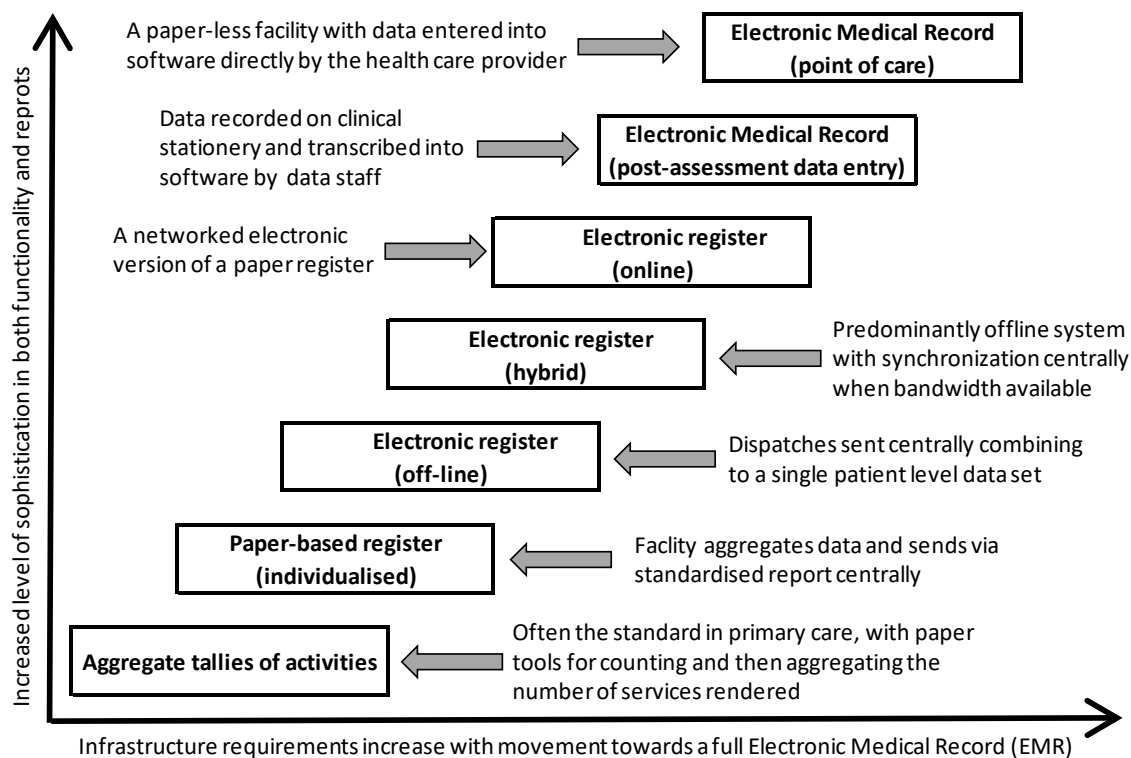 Increased level of sophistication in both functionality and reprots
A paper-less facility with data entered into
software directly by the health care provider
Electronic Medical Record
(point of care)
Data recorded on clinical
stationery and transcribed into
software by data staff
Electronic Medical Record
(post-assessment data entry)
A networked electronic
version of a paper register
Electronic register
(online)
Electronic register
(hybrid)
Predominantly offline system
with synchronization centrally
when bandwidth available
Electronic register
(off-line)
Dispatches sent centrally combining
to a single patient level data set
Paper-based register
(individualised)
Faclity aggregates data and sends via
standardised report centrally
Aggregate tallies of activities
Often the standard in primary care, with paper
tools for counting and then aggregating the
number of services rendered
Infrastructure requirements increase with movement towards a full Electronic Medical Record (EMR)